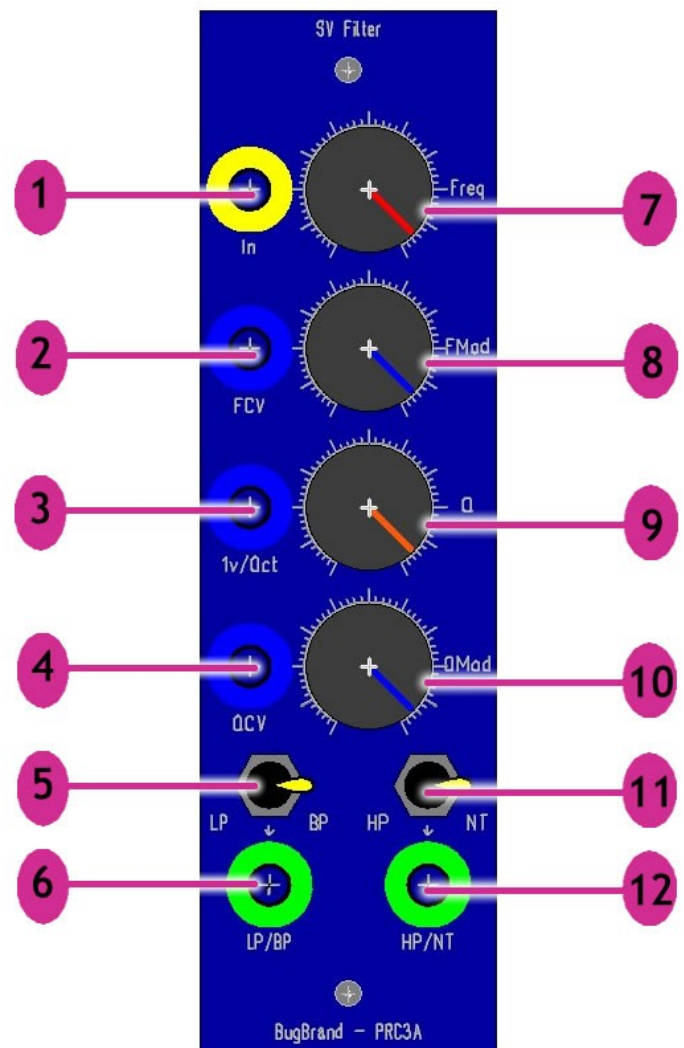 SV Filter
1
In
Freq
7
2
FCV
FMod
8
3
1v/Oct
Q
9
4
QCV
QMod
10
5
LP
BP
HP
NT
11
6
LP/BP
HP/NT
12
BugBrand - PRC3A